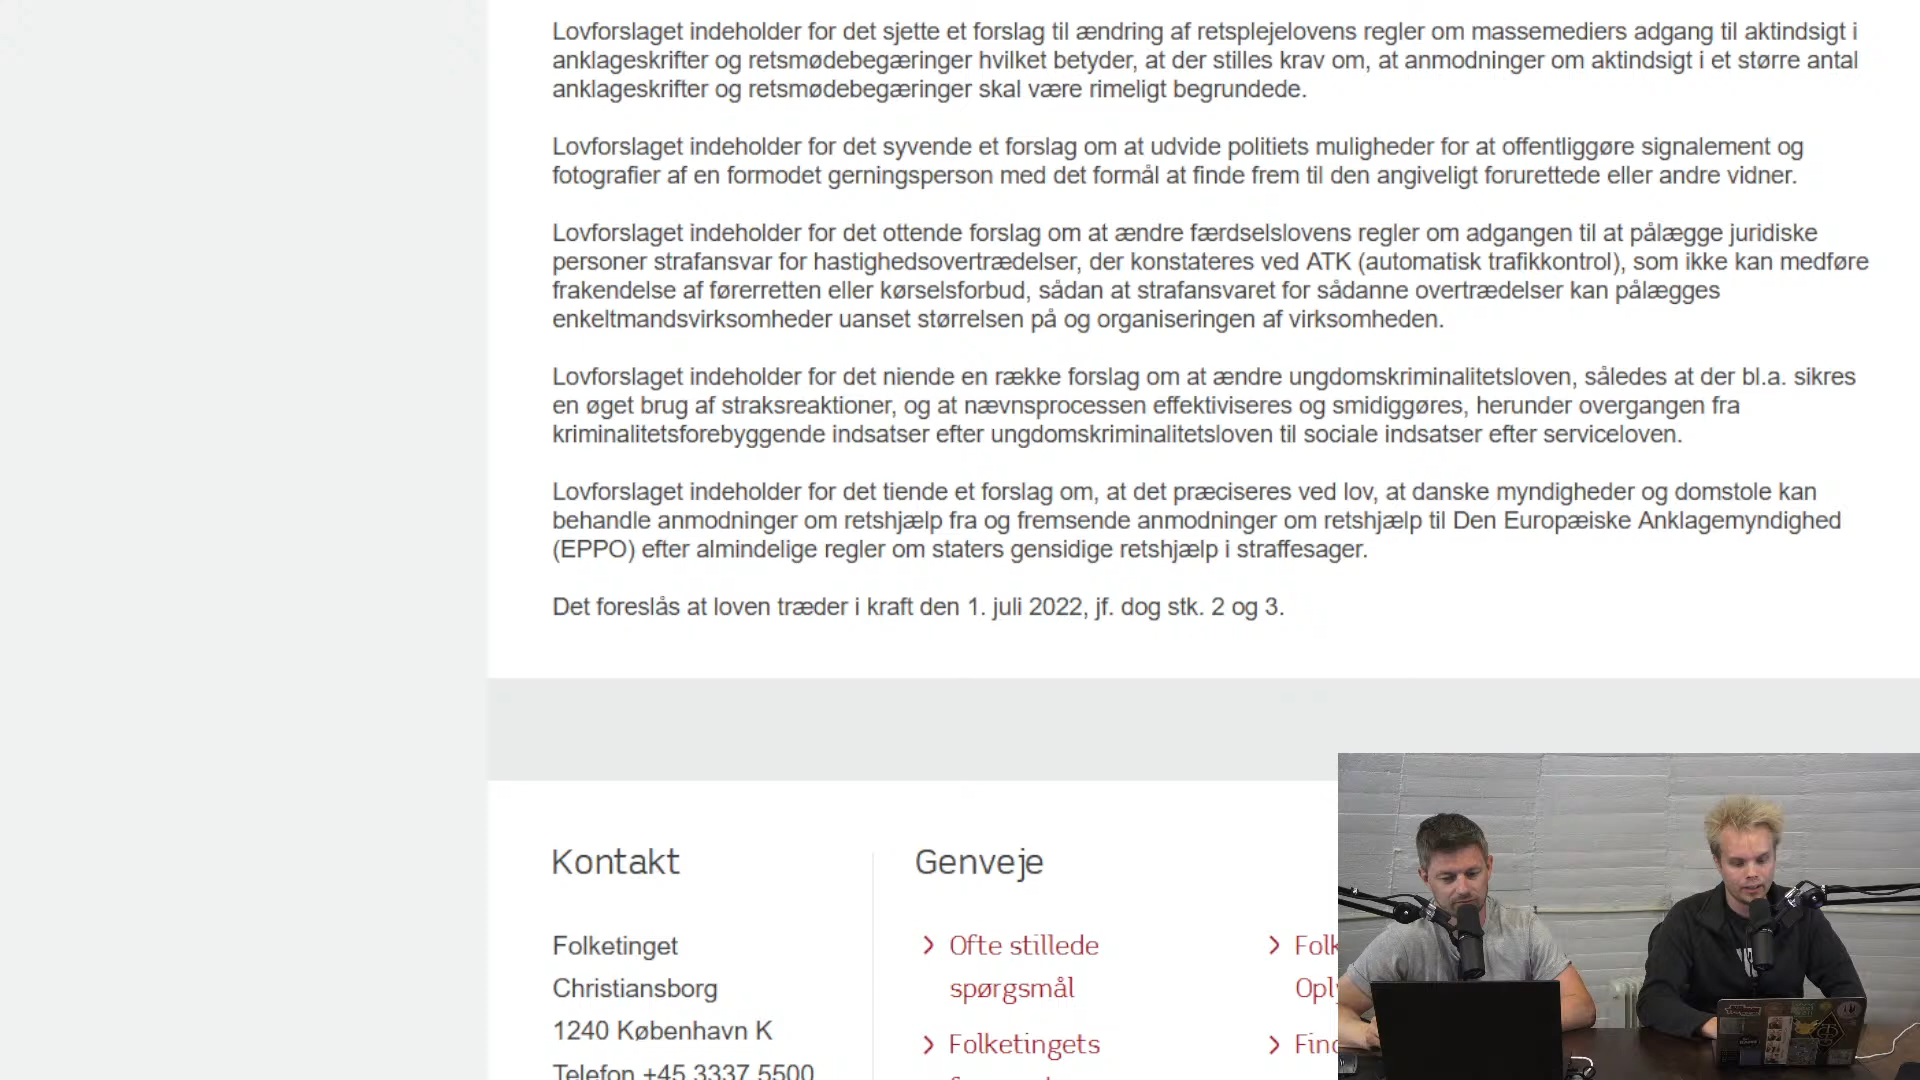 Lovforslaget indeholder for det sjette et forslag til ændring af retsplejelovens regler om massemediers adgang til aktindsigt i
anklageskrifter og retsmødebegæringer hvilket betyder, at der stilles krav om, at anmodninger om aktindsigt i et større antal
anklageskrifter og retsmødebegæringer skal være rimeligt begrundede.
Lovforslaget indeholder for det syvende et forslag om at udvide politiets muligheder for at offentliggøre signalement og
fotografier af en formodet gerningsperson med det formål at finde frem til den angiveligt forurettede eller andre vidner.
Lovforslaget indeholder for det ottende forslag om at ændre færdselslovens regler om adgangen til at pålægge juridiske
personer strafansvar for hastighedsovertrædelser, der konstateres ved ATK (automatisk trafikkontrol), som ikke kan medføre
frakendelse af førerretten eller kørselsforbud, sådan at strafansvaret for sådanne overtrædelser kan pålægges
enkeltmandsvirksomheder uanset størrelsen på og organiseringen af virksomheden.
Lovforslaget indeholder for det niende en række forslag om at ændre ungdomskriminalitetsloven, således at der bl.a. sikres
en øget brug af straksreaktioner, og at nævnsprocessen effektiviseres og smidiggøres, herunder overgangen fra
kriminalitetsforebyggende indsatser efter ungdomskriminalitetsloven til sociale indsatser efter serviceloven.
Lovforslaget indeholder for det tiende et forslag om, at det præciseres ved lov, at danske myndigheder og domstole kan
behandle anmodninger om retshjælp fra og fremsende anmodninger om retshjælp til Den Europæiske Anklagemyndighed
(EPPO) efter almindelige regler om staters gensidige retshjælp i straffesager.
Det foreslås at loven træder i kraft den 1. juli 2022, jf. dog stk. 2 og 3.
Kontakt
Folketinget
Christiansborg
1240 København K
Telefon +45 3337 5500
Genveje
Ofte stillede
spørgsmål
Folketingets
Folk
Opl
Find